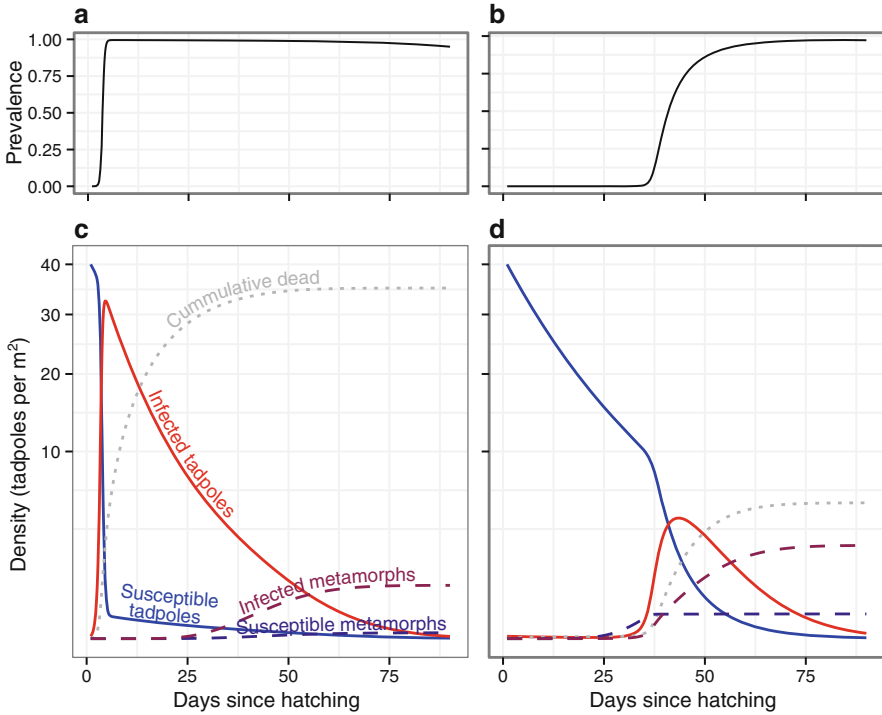 a
b
1.00
0.75
0.50
0.25
0.00
Prevalence
c
d
40
30
20
10
Density (tadpoles per m²)
Cummulative dead
Infected tadpoles
Susceptible
tadpoles
Infected metamorphs
Susceptible metamorphs
0
25
50
75
0
25
50
75
Days since hatching
Days since hatching